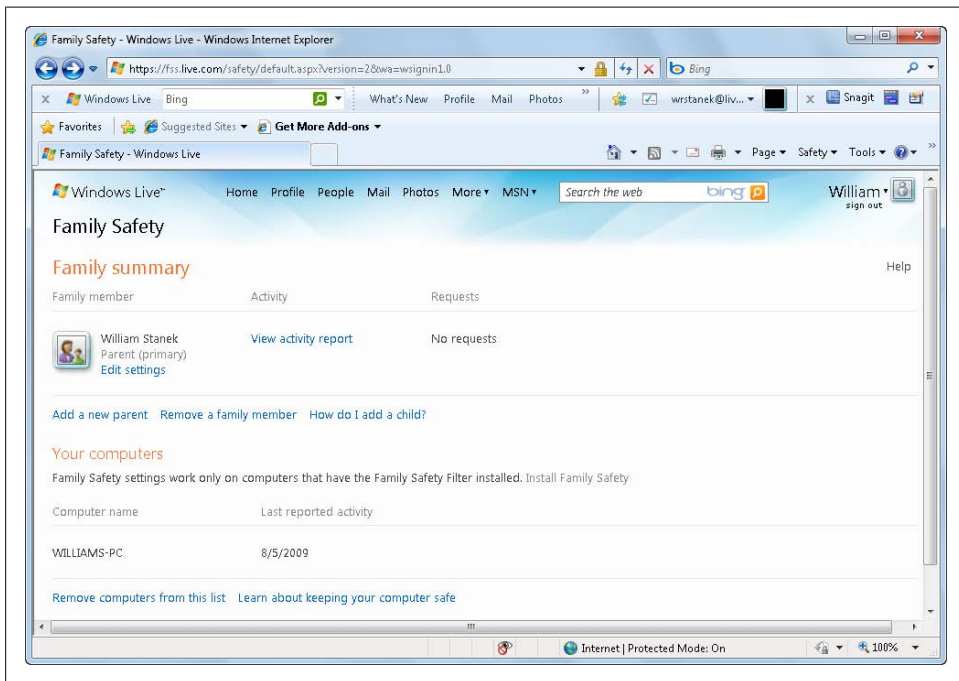 Family Safety - Windows Live - Windows Internet Explorer
https://fss.live.com/safety/default.aspx?version=2&wa=wsignin1.0
Bing
x Windows Live Bing What's New Profile Mail Photos » wrstanek@liv... x Snagit
Favorites Suggested Sites Get More Add-ons
Family Safety - Windows Live Page Safety Tools »
Windows Live Home Profile People Mail Photos More MSN Search the web bing William
sign out
Family Safety
Family summary Help
Family member Activity Requests
William Stanek View activity report No requests
Parent (primary)
Edit settings
Add a new parent Remove a family member How do I add a child?
Your computers
Family Safety settings work only on computers that have the Family Safety Filter installed. Install Family Safety
Computer name Last reported activity
WILLIAMS-PC 8/5/2009
Remove computers from this list Learn about keeping your computer safe
Internet | Protected Mode: On 100%